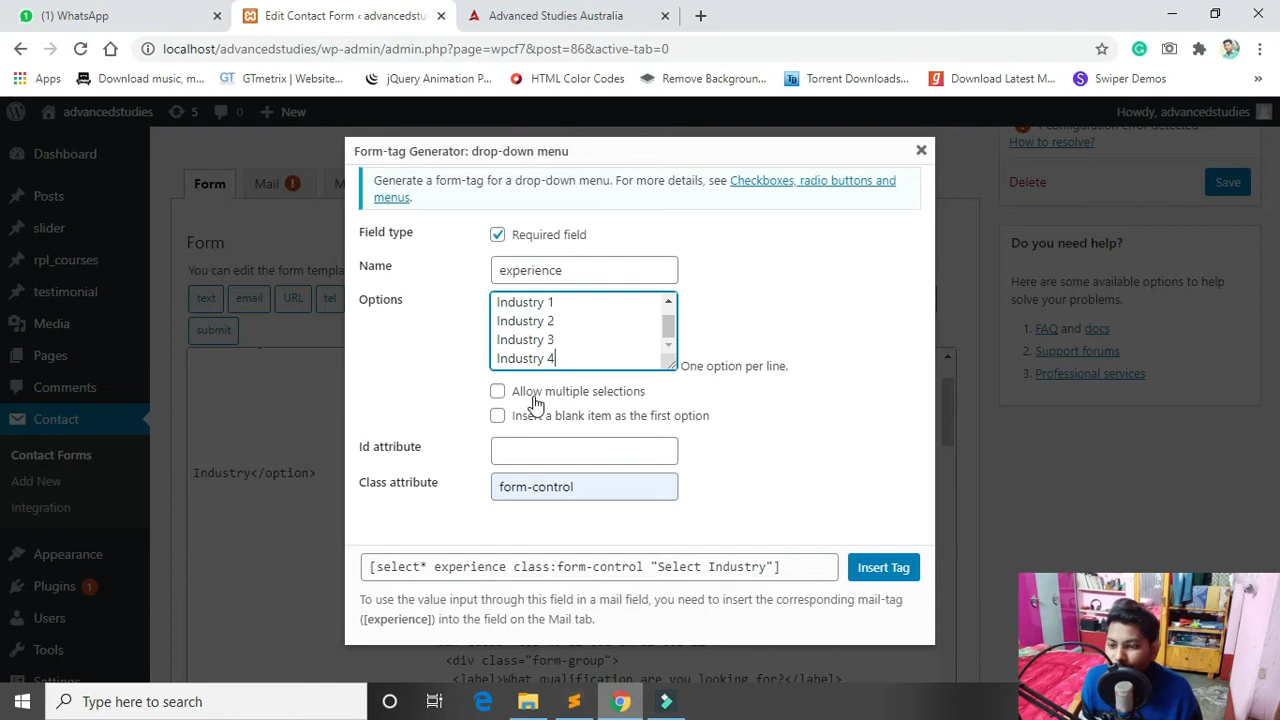 (1) WhatsApp
Edit Contact Form ‹ advancedstu
Advanced Studies Australia
localhost/advancedstudies/wp-admin/admin.php?page=wpcf7&post=86&active-tab=0
Apps
Download music, m...
GTmetrix | Website...
jQuery Animation P...
HTML Color Codes
Remove Backgroun...
Torrent Downloads...
Download Latest M...
Swiper Demos
advancedstudies
5
0
New
Howdy, advancedstudies
Dashboard
Posts
slider
rpl_courses
testimonial
Media
Pages
Comments
Contact
Contact Forms
Add New
Integration
Appearance
Plugins 1
Users
Tools
Settings
Form
Mail
M
Form
You can edit the form templa
text
email
URL
tel
submit
Industry</option>
Form-tag Generator: drop-down menu
Generate a form-tag for a drop-down menu. For more details, see Checkboxes, radio buttons and
menus.
Field type
Required field
Name
experience
Options
Industry 1
Industry 2
Industry 3
Industry 4
One option per line.
Allow multiple selections
Insert a blank item as the first option
Id attribute
Class attribute
form-control
[select* experience class:form-control "Select Industry"]
Insert Tag
To use the value input through this field in a mail field, you need to insert the corresponding mail-tag
([experience]) into the field on the Mail tab.
<div class="form-group">
<label>What qualification are you looking for?</label>
1 configuration error detected
How to resolve?
Delete
Save
Do you need help?
Here are some available options to help
solve your problems.
1. FAQ and docs
2. Support forums
3. Professional services
Type here to search